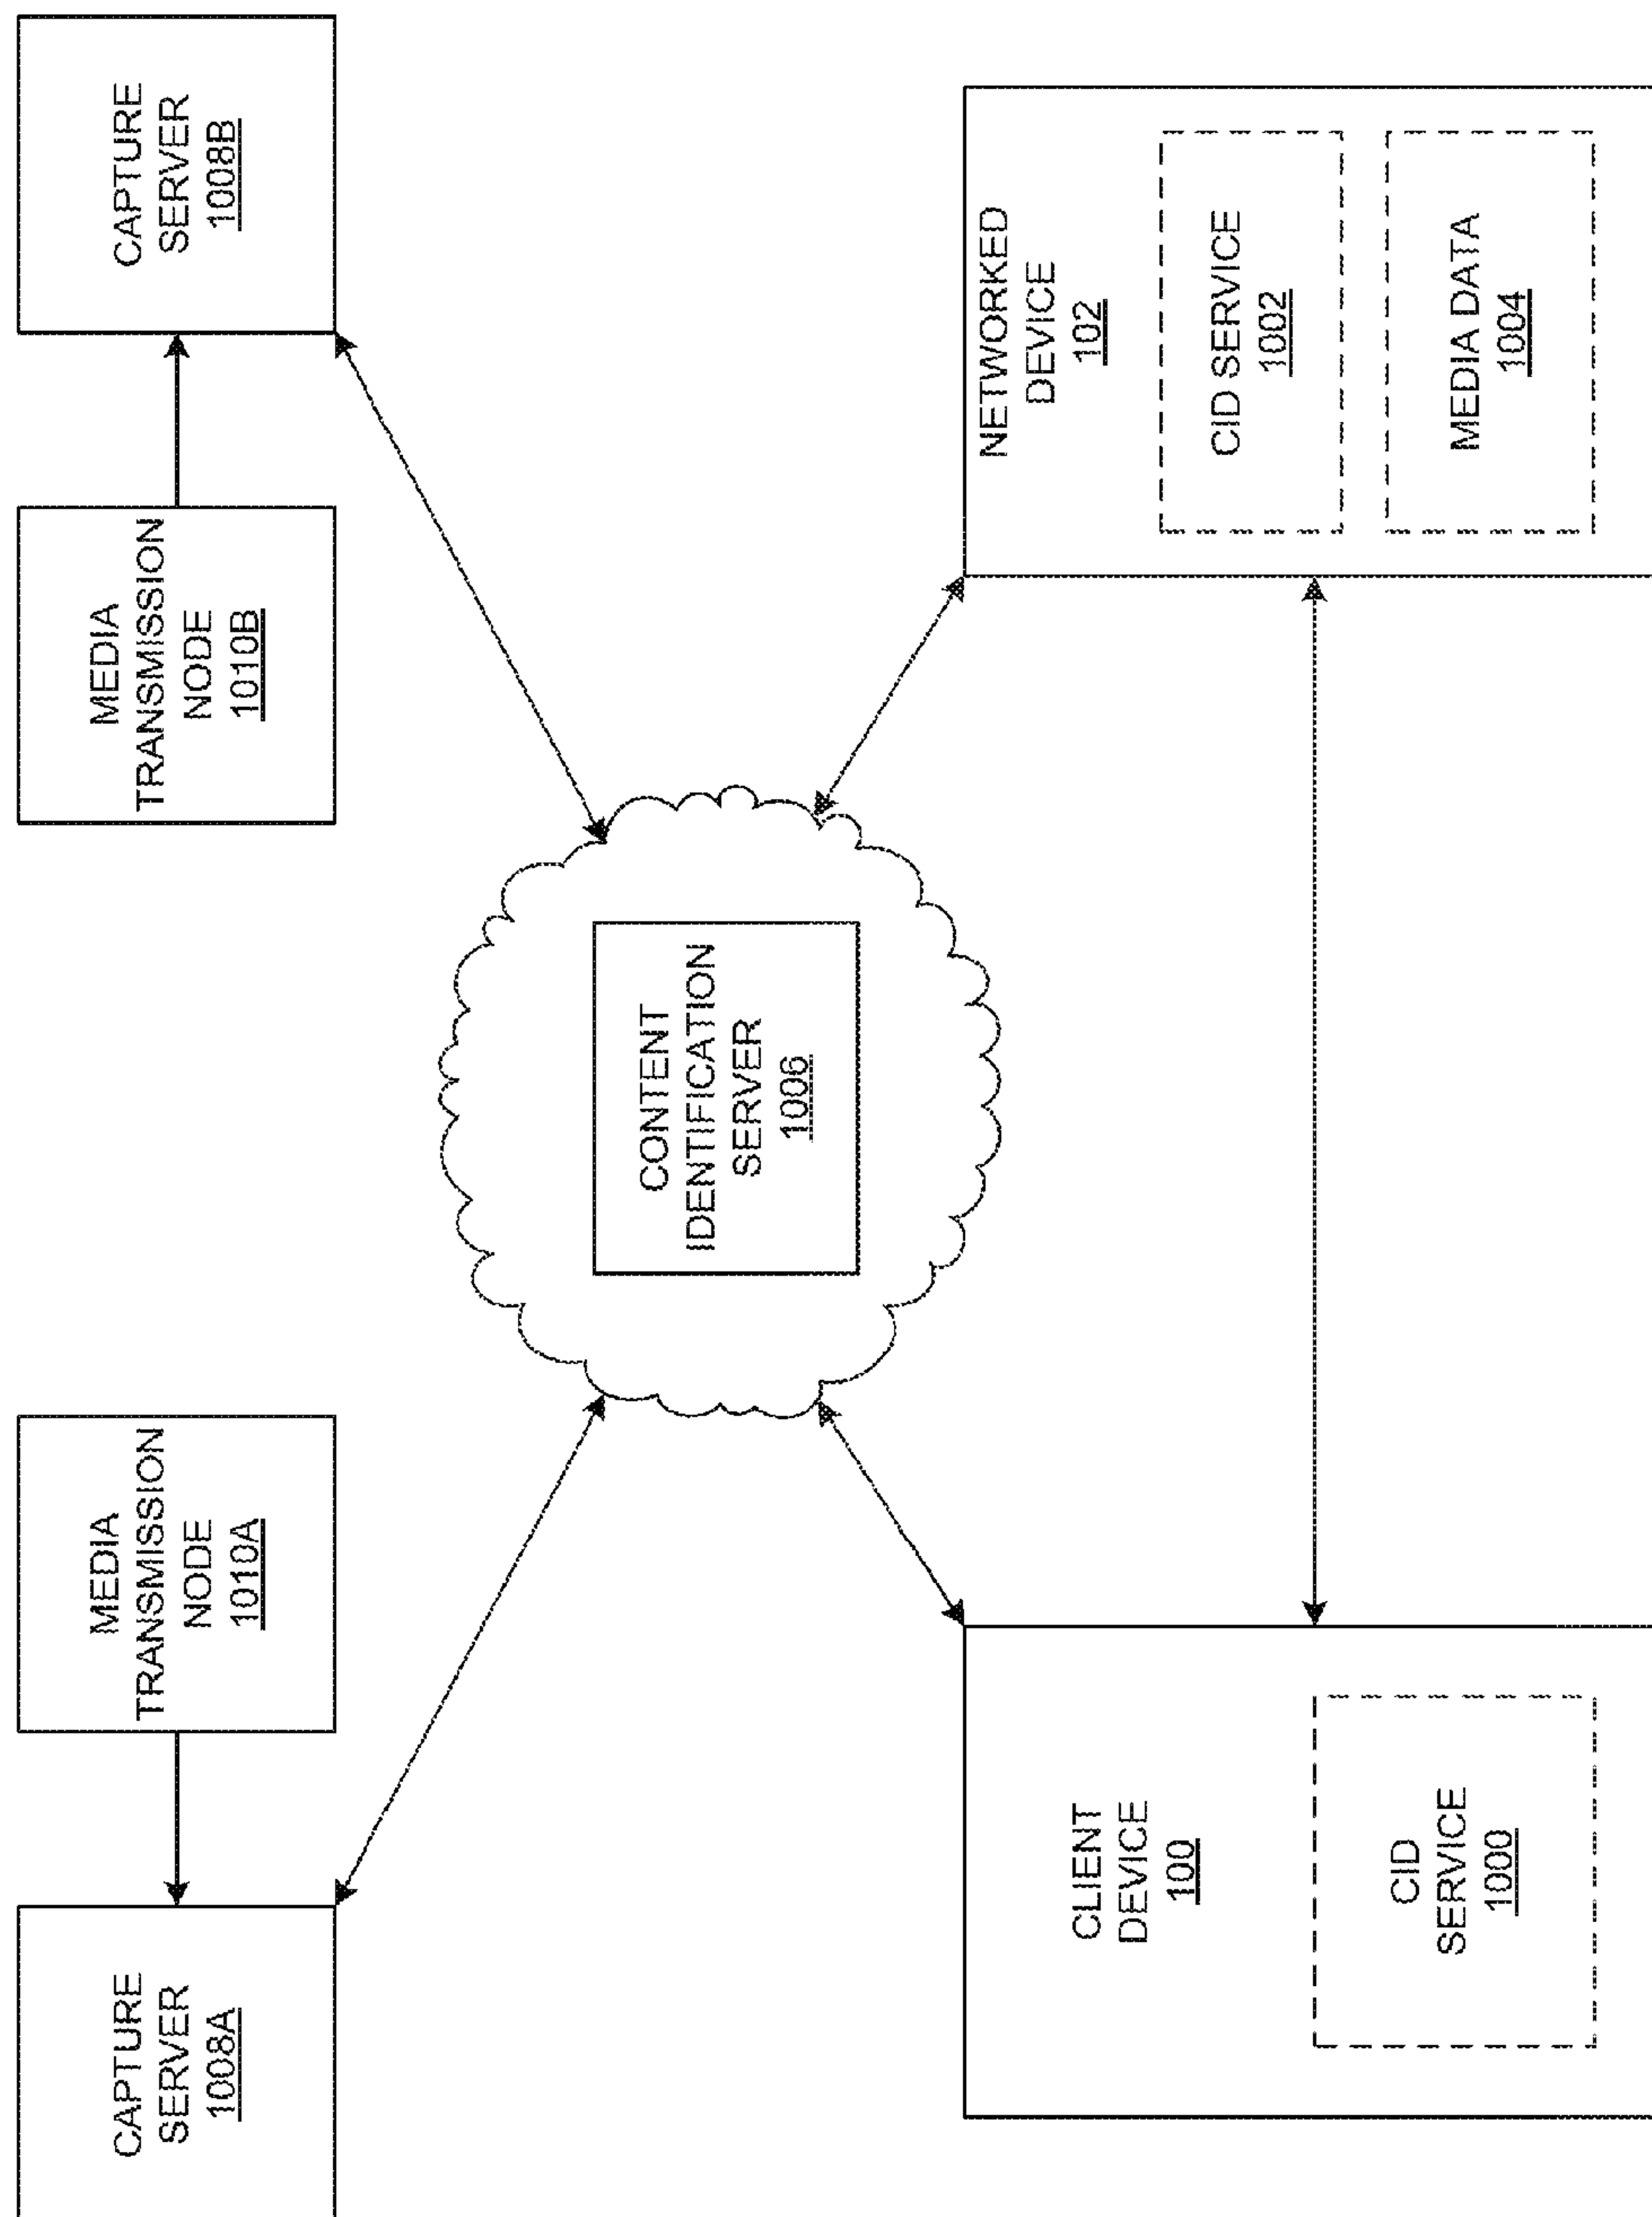 CAPTURE
SERVER
1008A
MEDIA
TRANSMISSION
NODE
1010A
MEDIA
TRANSMISSION
NODE
1010B
CAPTURE
SERVER
1008B
CONTENT
IDENTIFICATION
SERVER
1006
CLIENT
DEVICE
100
CID
SERVICE
1000
NETWORKED
DEVICE
102
CID SERVICE
1002
MEDIA DATA
1004